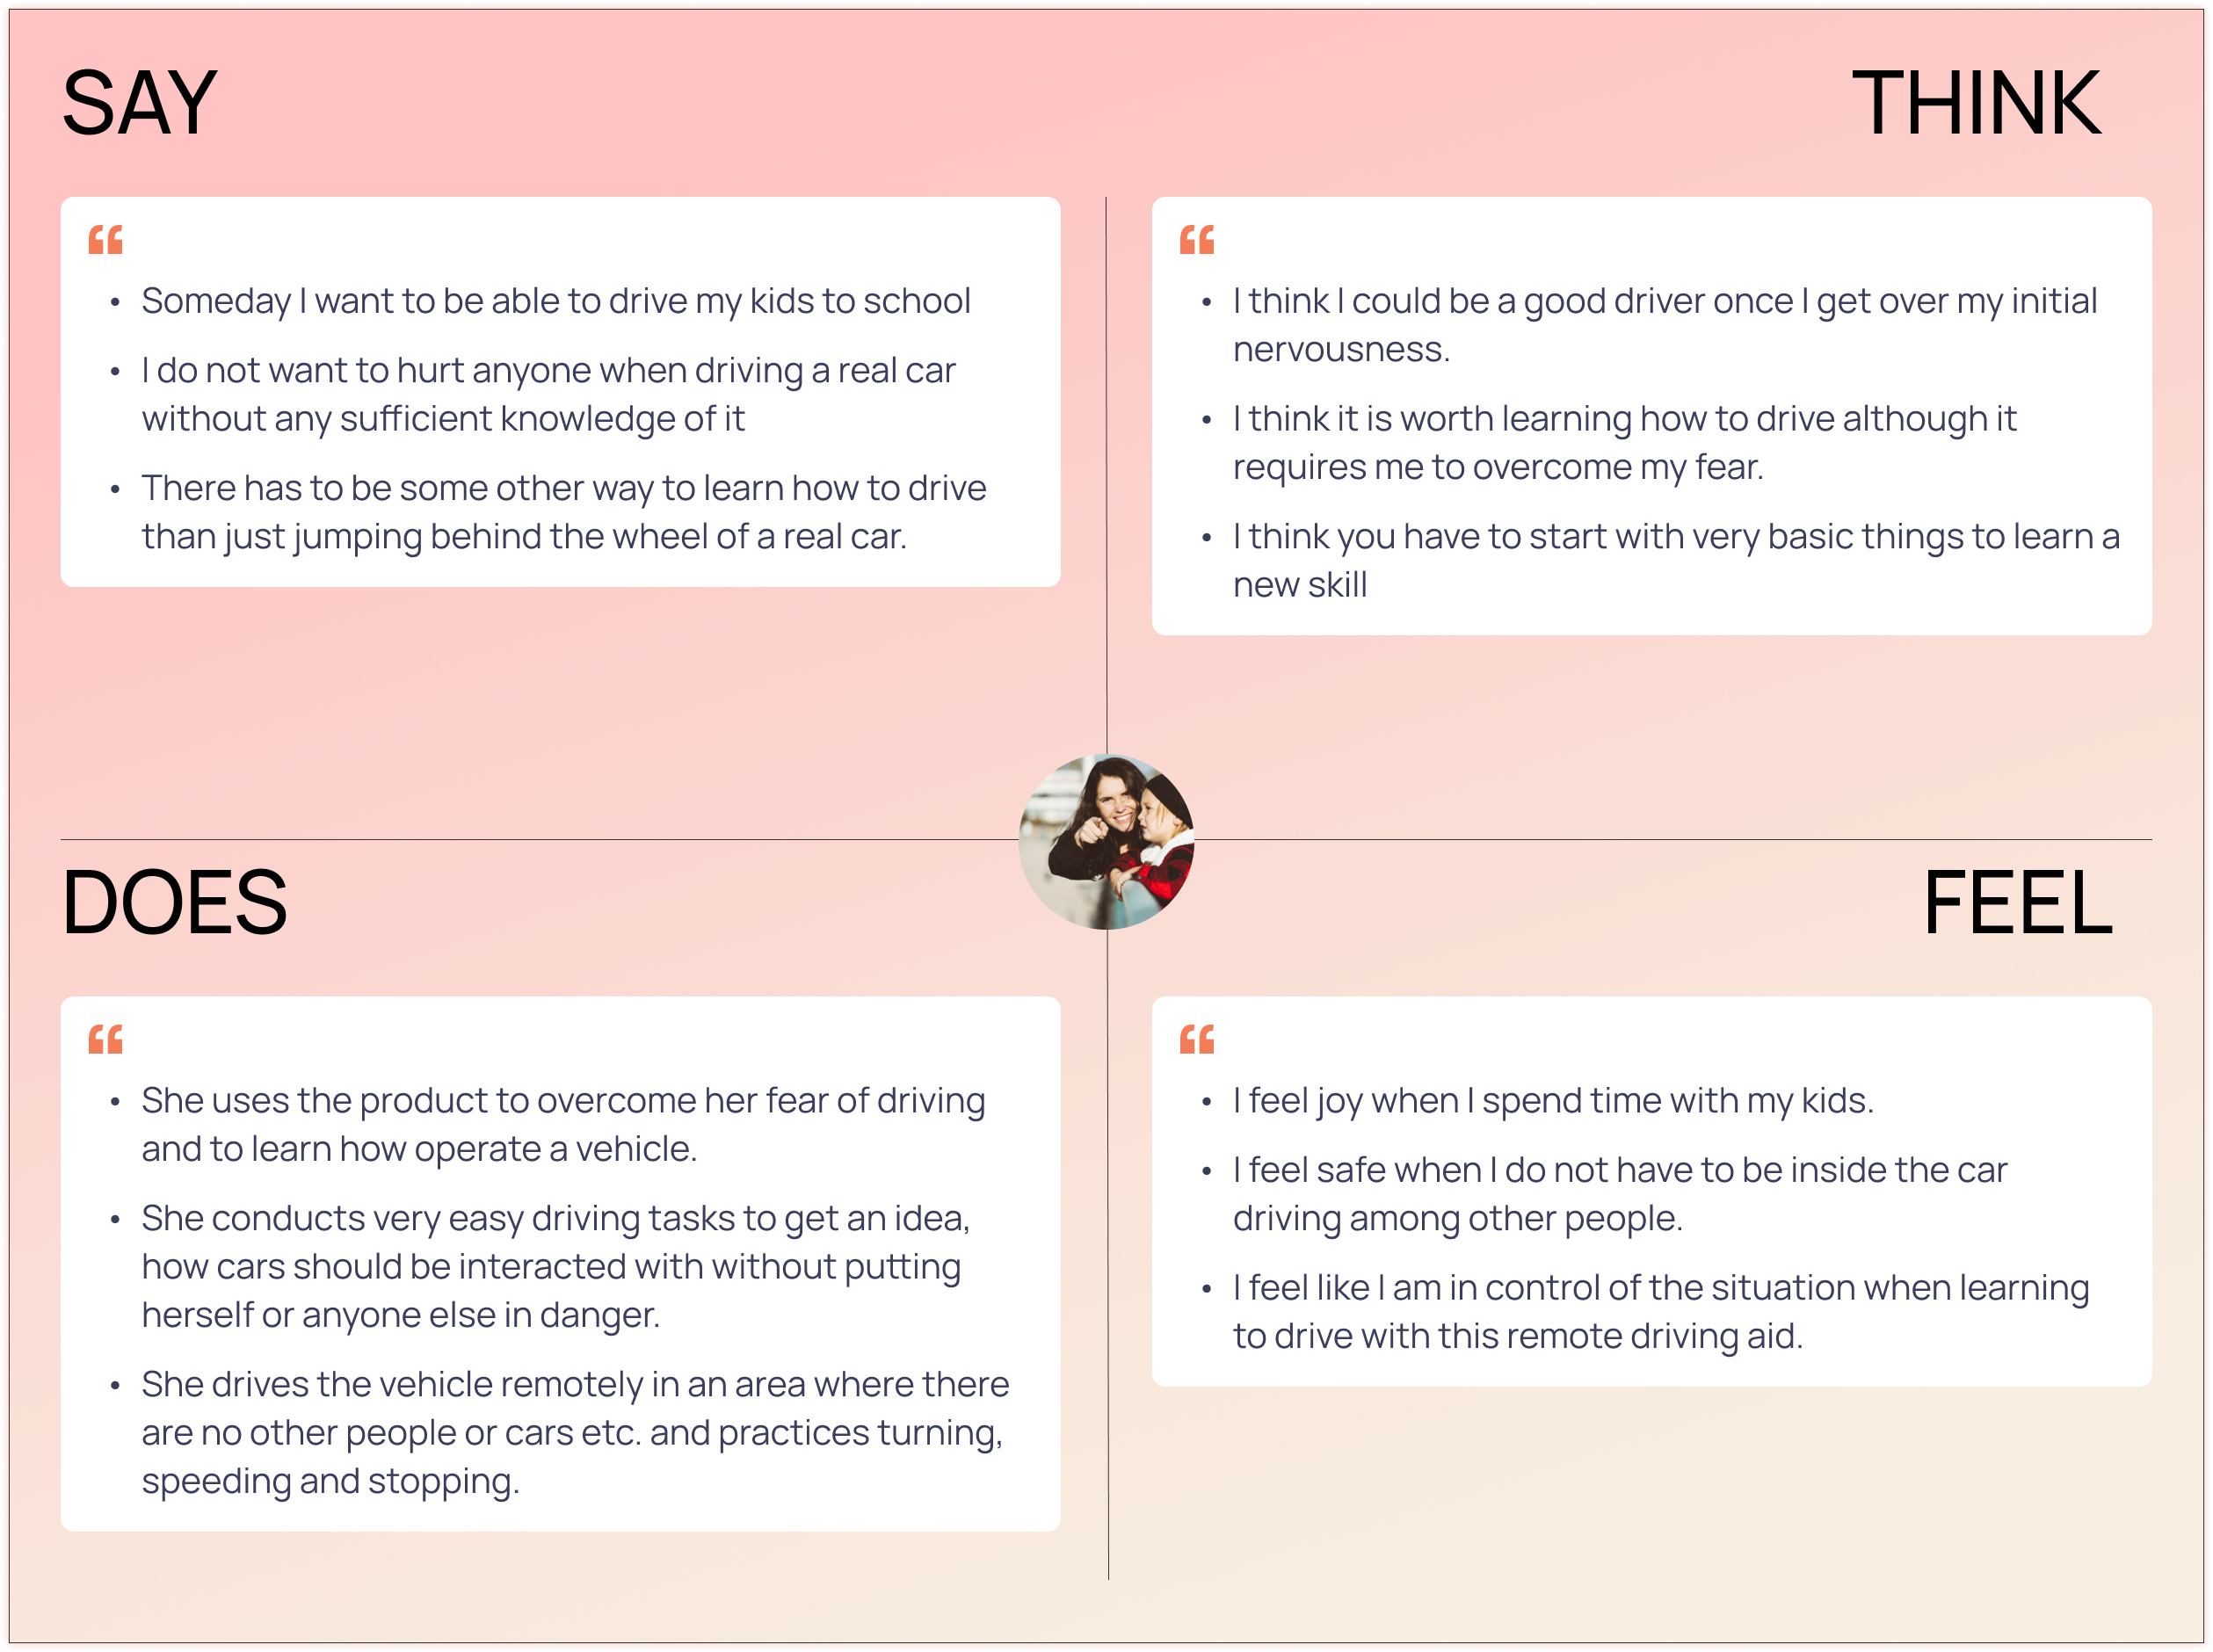 SAY
“
• Someday I want to be able to drive my kids to school
• I do not want to hurt anyone when driving a real car
without any sufficient knowledge of it
• There has to be some other way to learn how to drive
than just jumping behind the wheel of a real car.
THINK
“
• I think I could be a good driver once I get over my initial
nervousness.
• I think it is worth learning how to drive although it
requires me to overcome my fear.
• I think you have to start with very basic things to learn a
new skill
DOES
“
• She uses the product to overcome her fear of driving
and to learn how operate a vehicle.
• She conducts very easy driving tasks to get an idea,
how cars should be interacted with without putting
herself or anyone else in danger.
• She drives the vehicle remotely in an area where there
are no other people or cars etc. and practices turning,
speeding and stopping.
FEEL
“
• I feel joy when I spend time with my kids.
• I feel safe when I do not have to be inside the car
driving among other people.
• I feel like I am in control of the situation when learning
to drive with this remote driving aid.